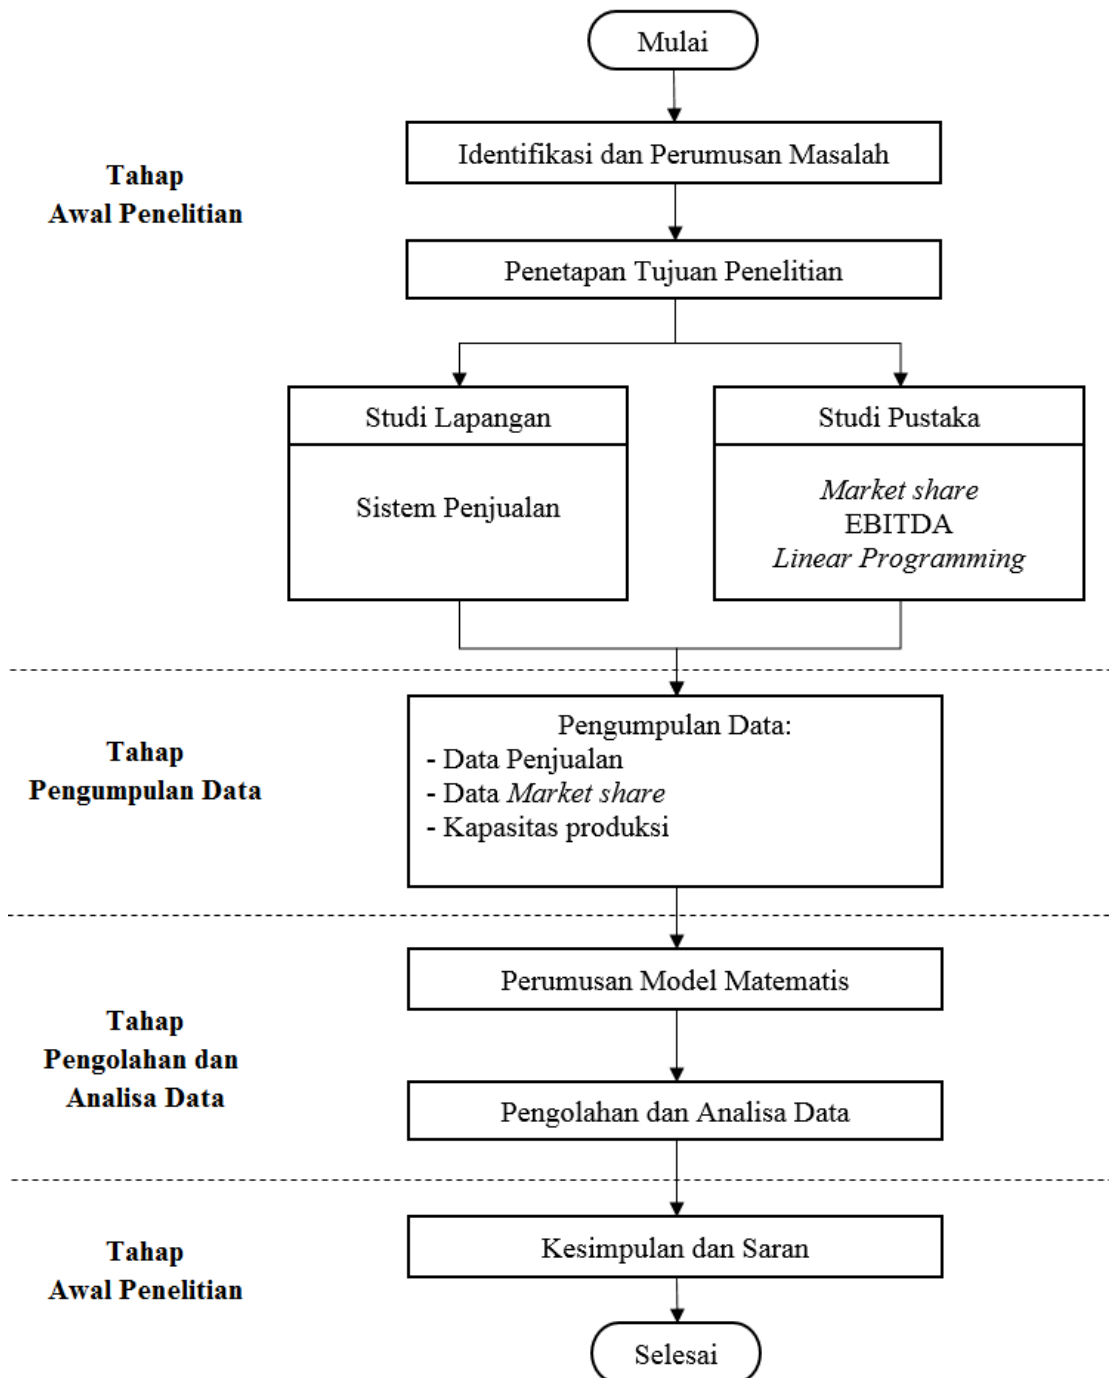 Mulai
Tahap
Awal Penelitian
Identifikasi dan Perumusan Masalah
Penetapan Tujuan Penelitian
Studi Lapangan
Sistem Penjualan
Studi Pustaka
Market share
EBITDA
Linear Programming
Tahap
Pengumpulan Data
Pengumpulan Data:
- Data Penjualan
- Data Market share
- Kapasitas produksi
Tahap
Pengolahan dan
Analisa Data
Perumusan Model Matematis
Pengolahan dan Analisa Data
Tahap
Awal Penelitian
Kesimpulan dan Saran
Selesai